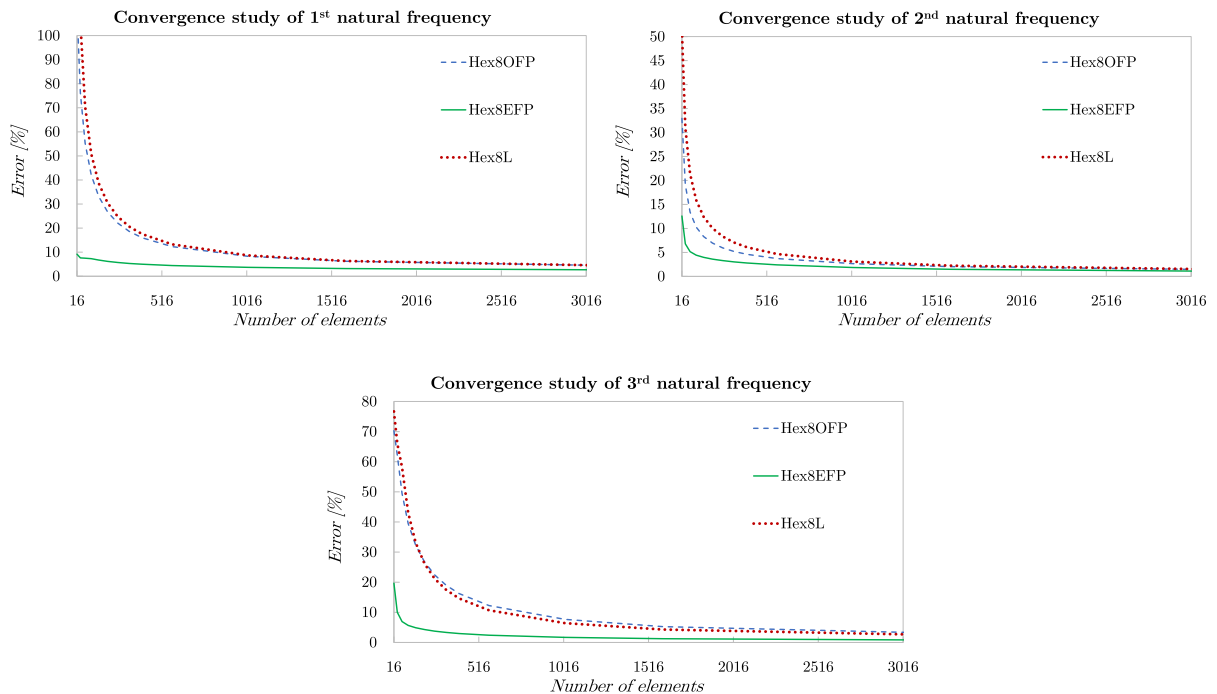 Convergence study of 1st natural frequency
100
90
80
70
60
50
40
30
20
10
0
Error [%]
Hex8OFP
Hex8EFP
Hex8L
16 516 1016 1516 2016 2516 3016
Number of elements
Convergence study of 2nd natural frequency
50
45
40
35
30
25
20
15
10
5
0
Error [%]
Hex8OFP
Hex8EFP
Hex8L
16 516 1016 1516 2016 2516 3016
Number of elements
Convergence study of 3rd natural frequency
80
70
60
50
40
30
20
10
0
Error [%]
Hex8OFP
Hex8EFP
Hex8L
16 516 1016 1516 2016 2516 3016
Number of elements